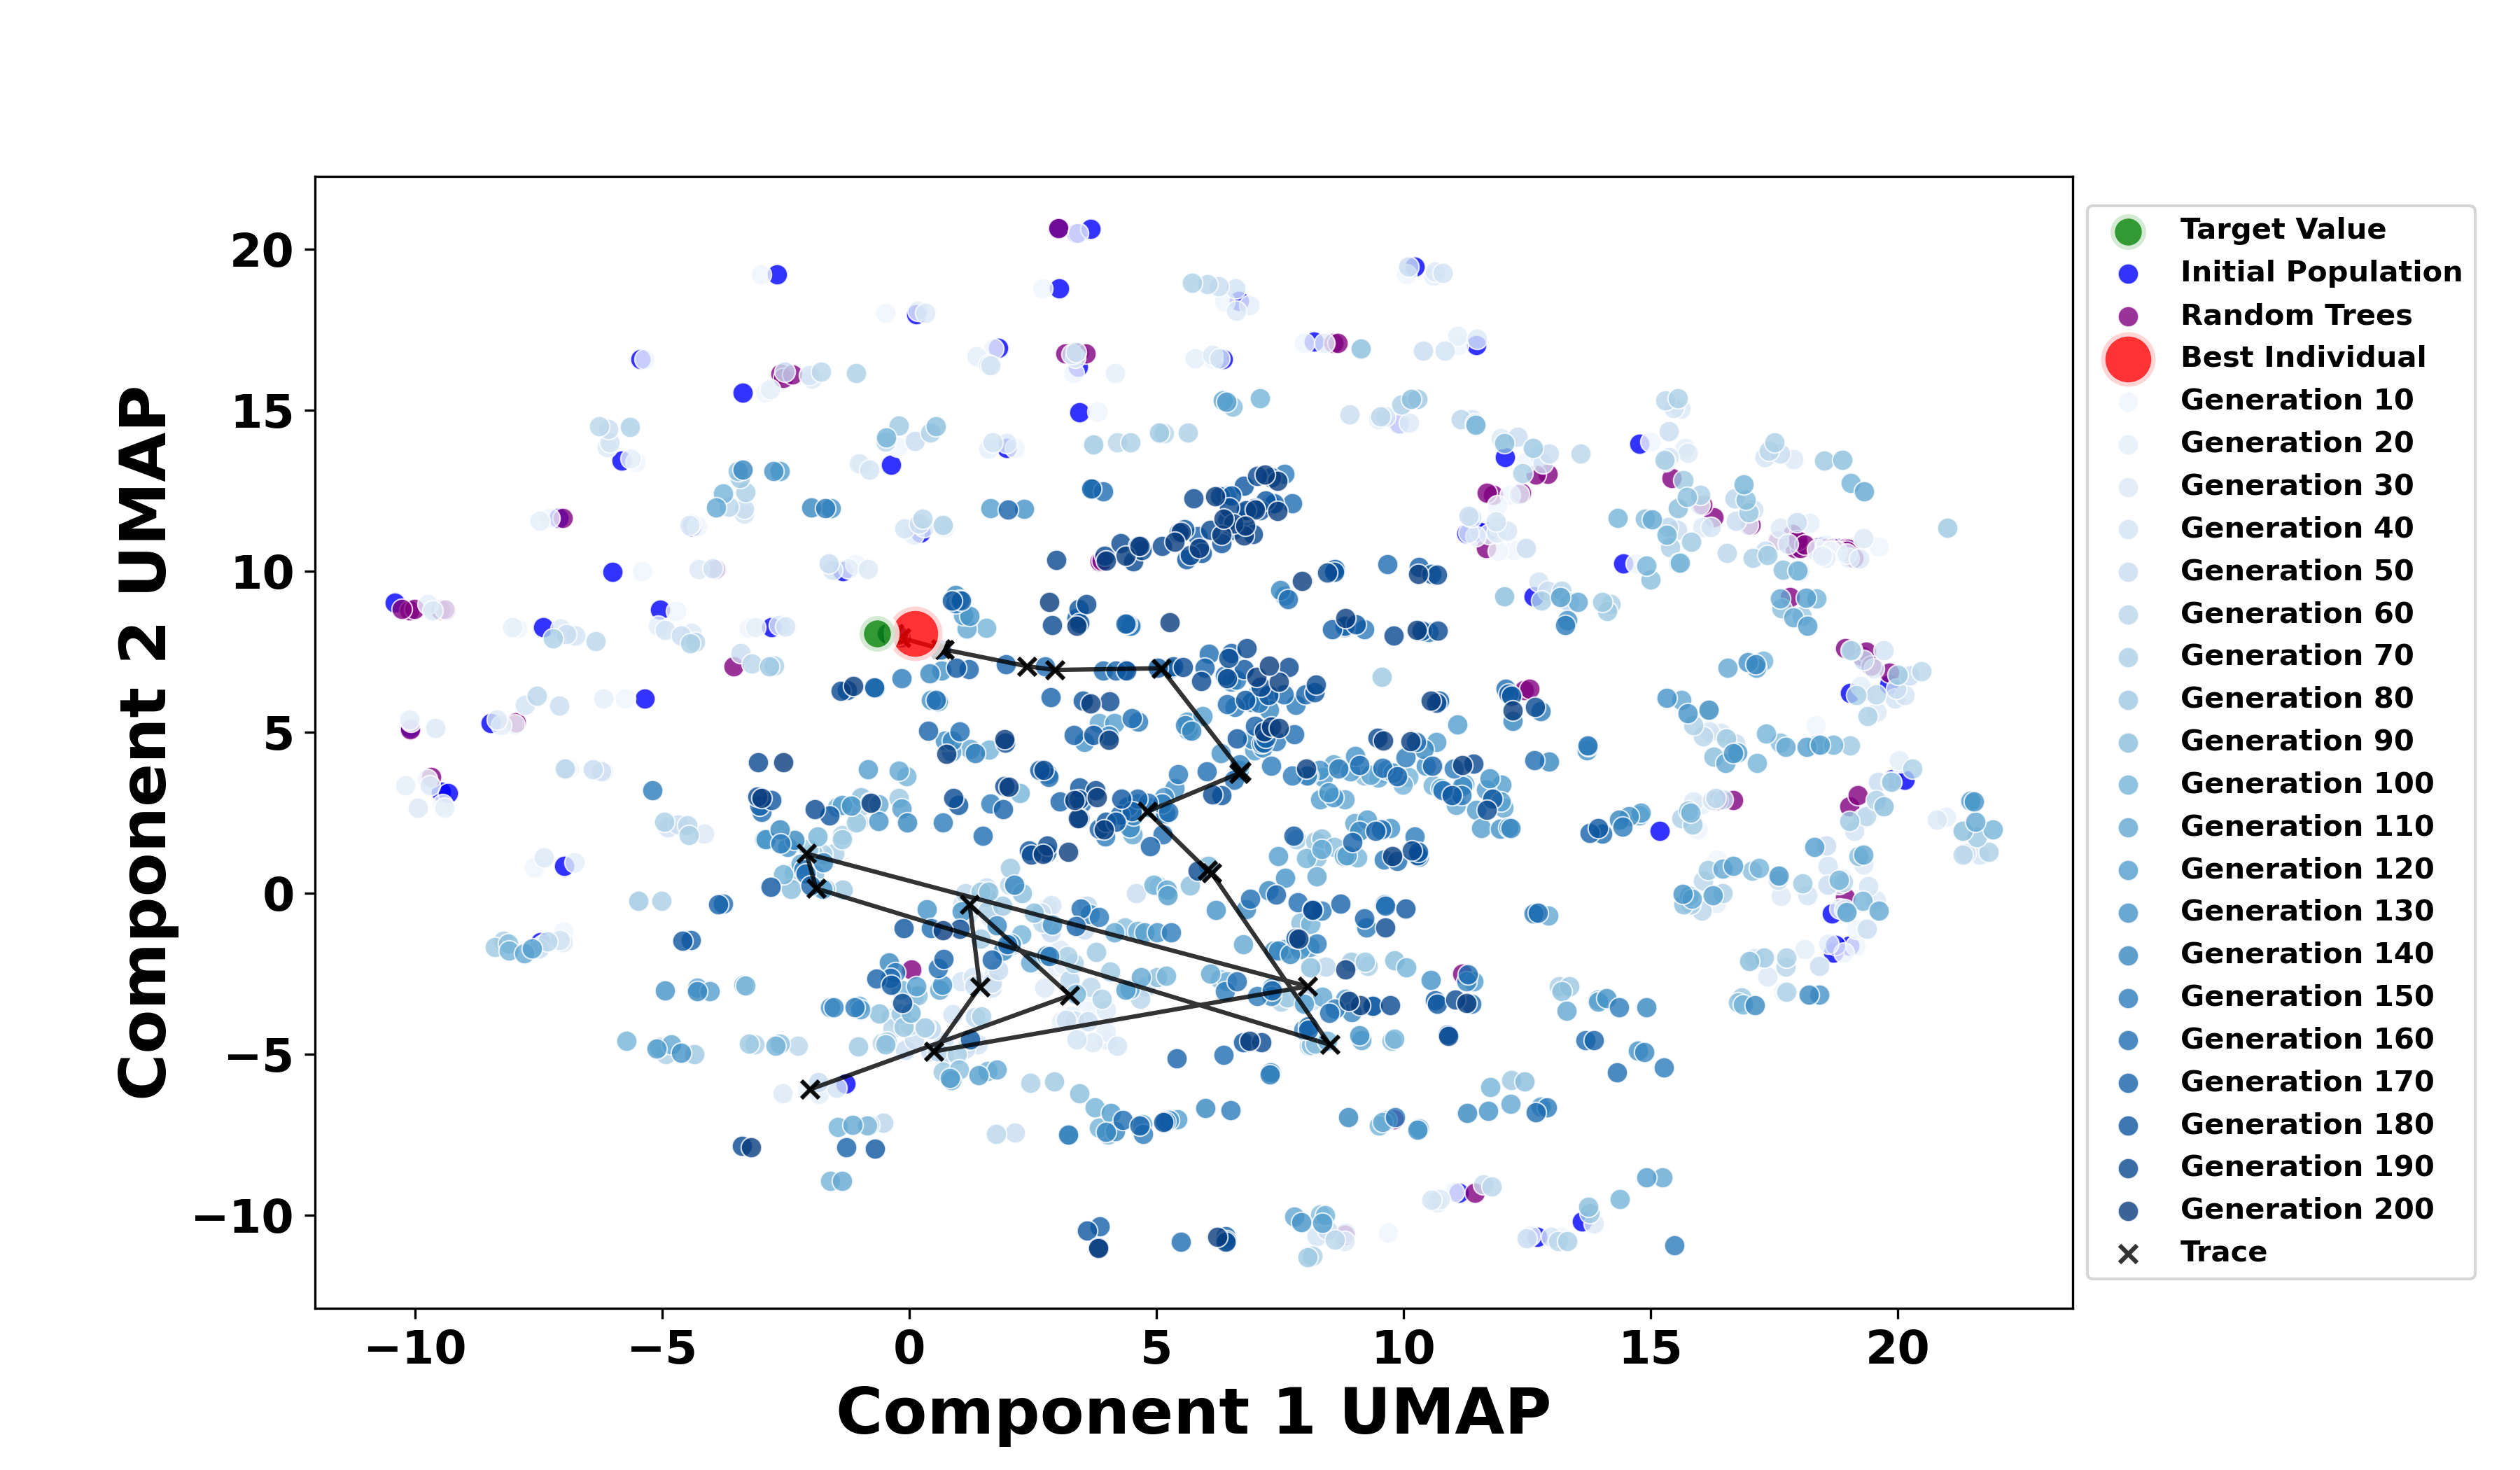 Component 2 UMAP
20
15
10
5
0
−5
−10
−10 −5 0 5 10 15 20
Component 1 UMAP
Target Value
Initial Population
Random Trees
Best Individual
Generation 10
Generation 20
Generation 30
Generation 40
Generation 50
Generation 60
Generation 70
Generation 80
Generation 90
Generation 100
Generation 110
Generation 120
Generation 130
Generation 140
Generation 150
Generation 160
Generation 170
Generation 180
Generation 190
Generation 200
Trace